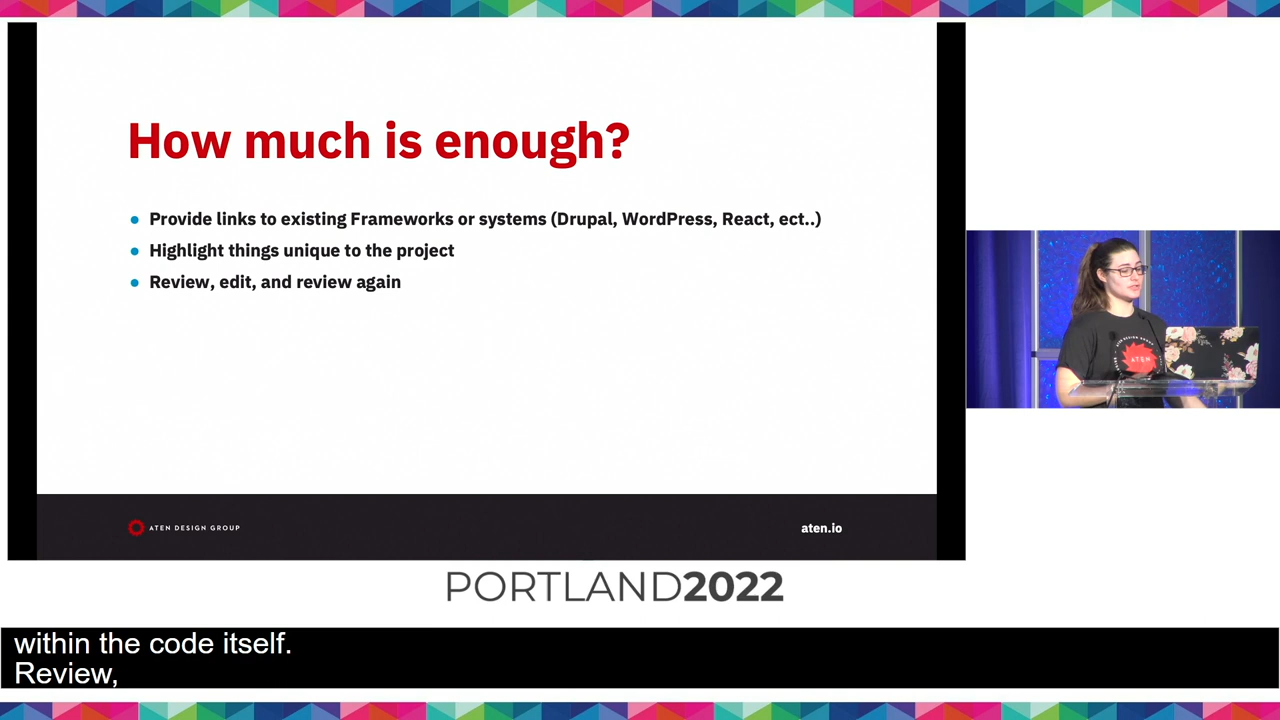 How much is enough?
Provide links to existing Frameworks or systems (Drupal, WordPress, React, ect..)
Highlight things unique to the project
Review, edit, and review again
ATEN DESIGN GROUP
aten.io
ATEN
PORTLAND2022
within the code itself.
Review,